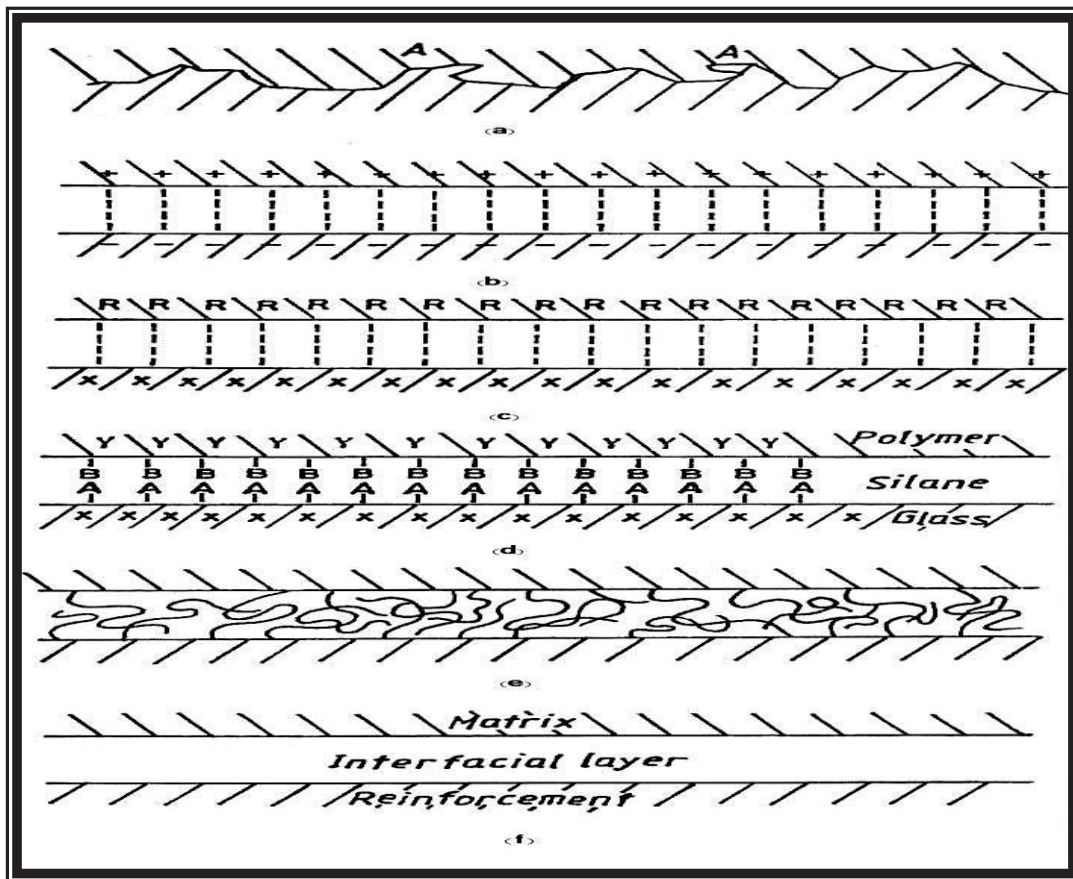 A A
(a)
+ + + + + + + + + + + + + + + + + +
− − − − − − − − − − − − − − − − − −
(b)
R R R R R R R R R R R R R R R R R R
x x x x x x x x x x x x x x x x x x
(c)
Y Y Y Y Y Y Y Y Y Y Y Y Polymer
B B B B B B B B B B B B B B
A A A A A A A A A A A A A A Silane
x x x x x x x x x x x x x x x x Glass
(d)
(e)
Matrix
Interfacial layer
Reinforcement
(f)